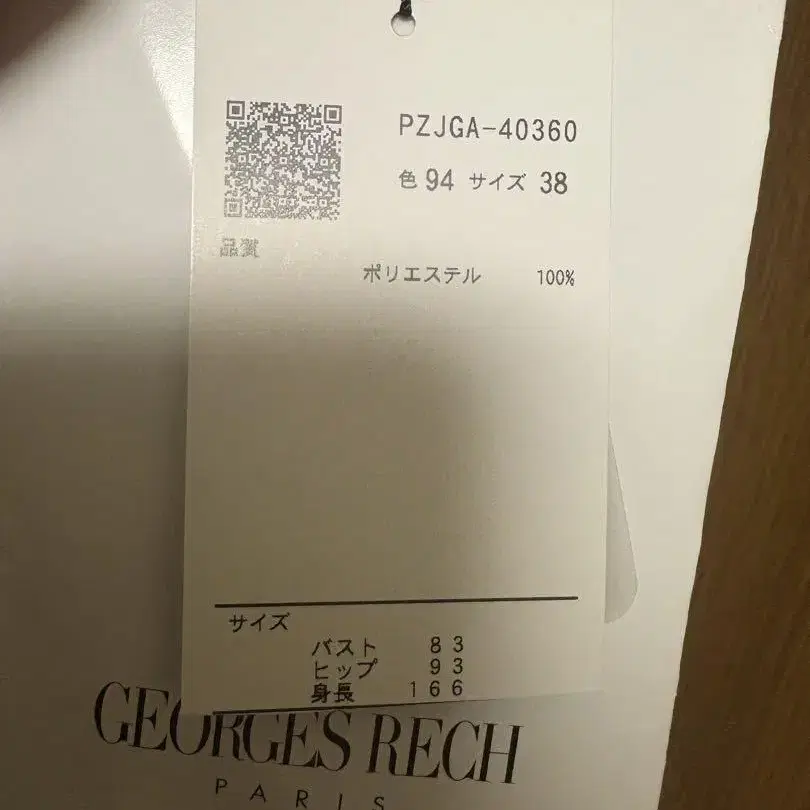 PZJGA-40360
色 94 サイズ 38
品質
ポリエステル 100%
サイズ
バスト 83
ヒップ 93
身長 166
GEORGES RECH
PARIS